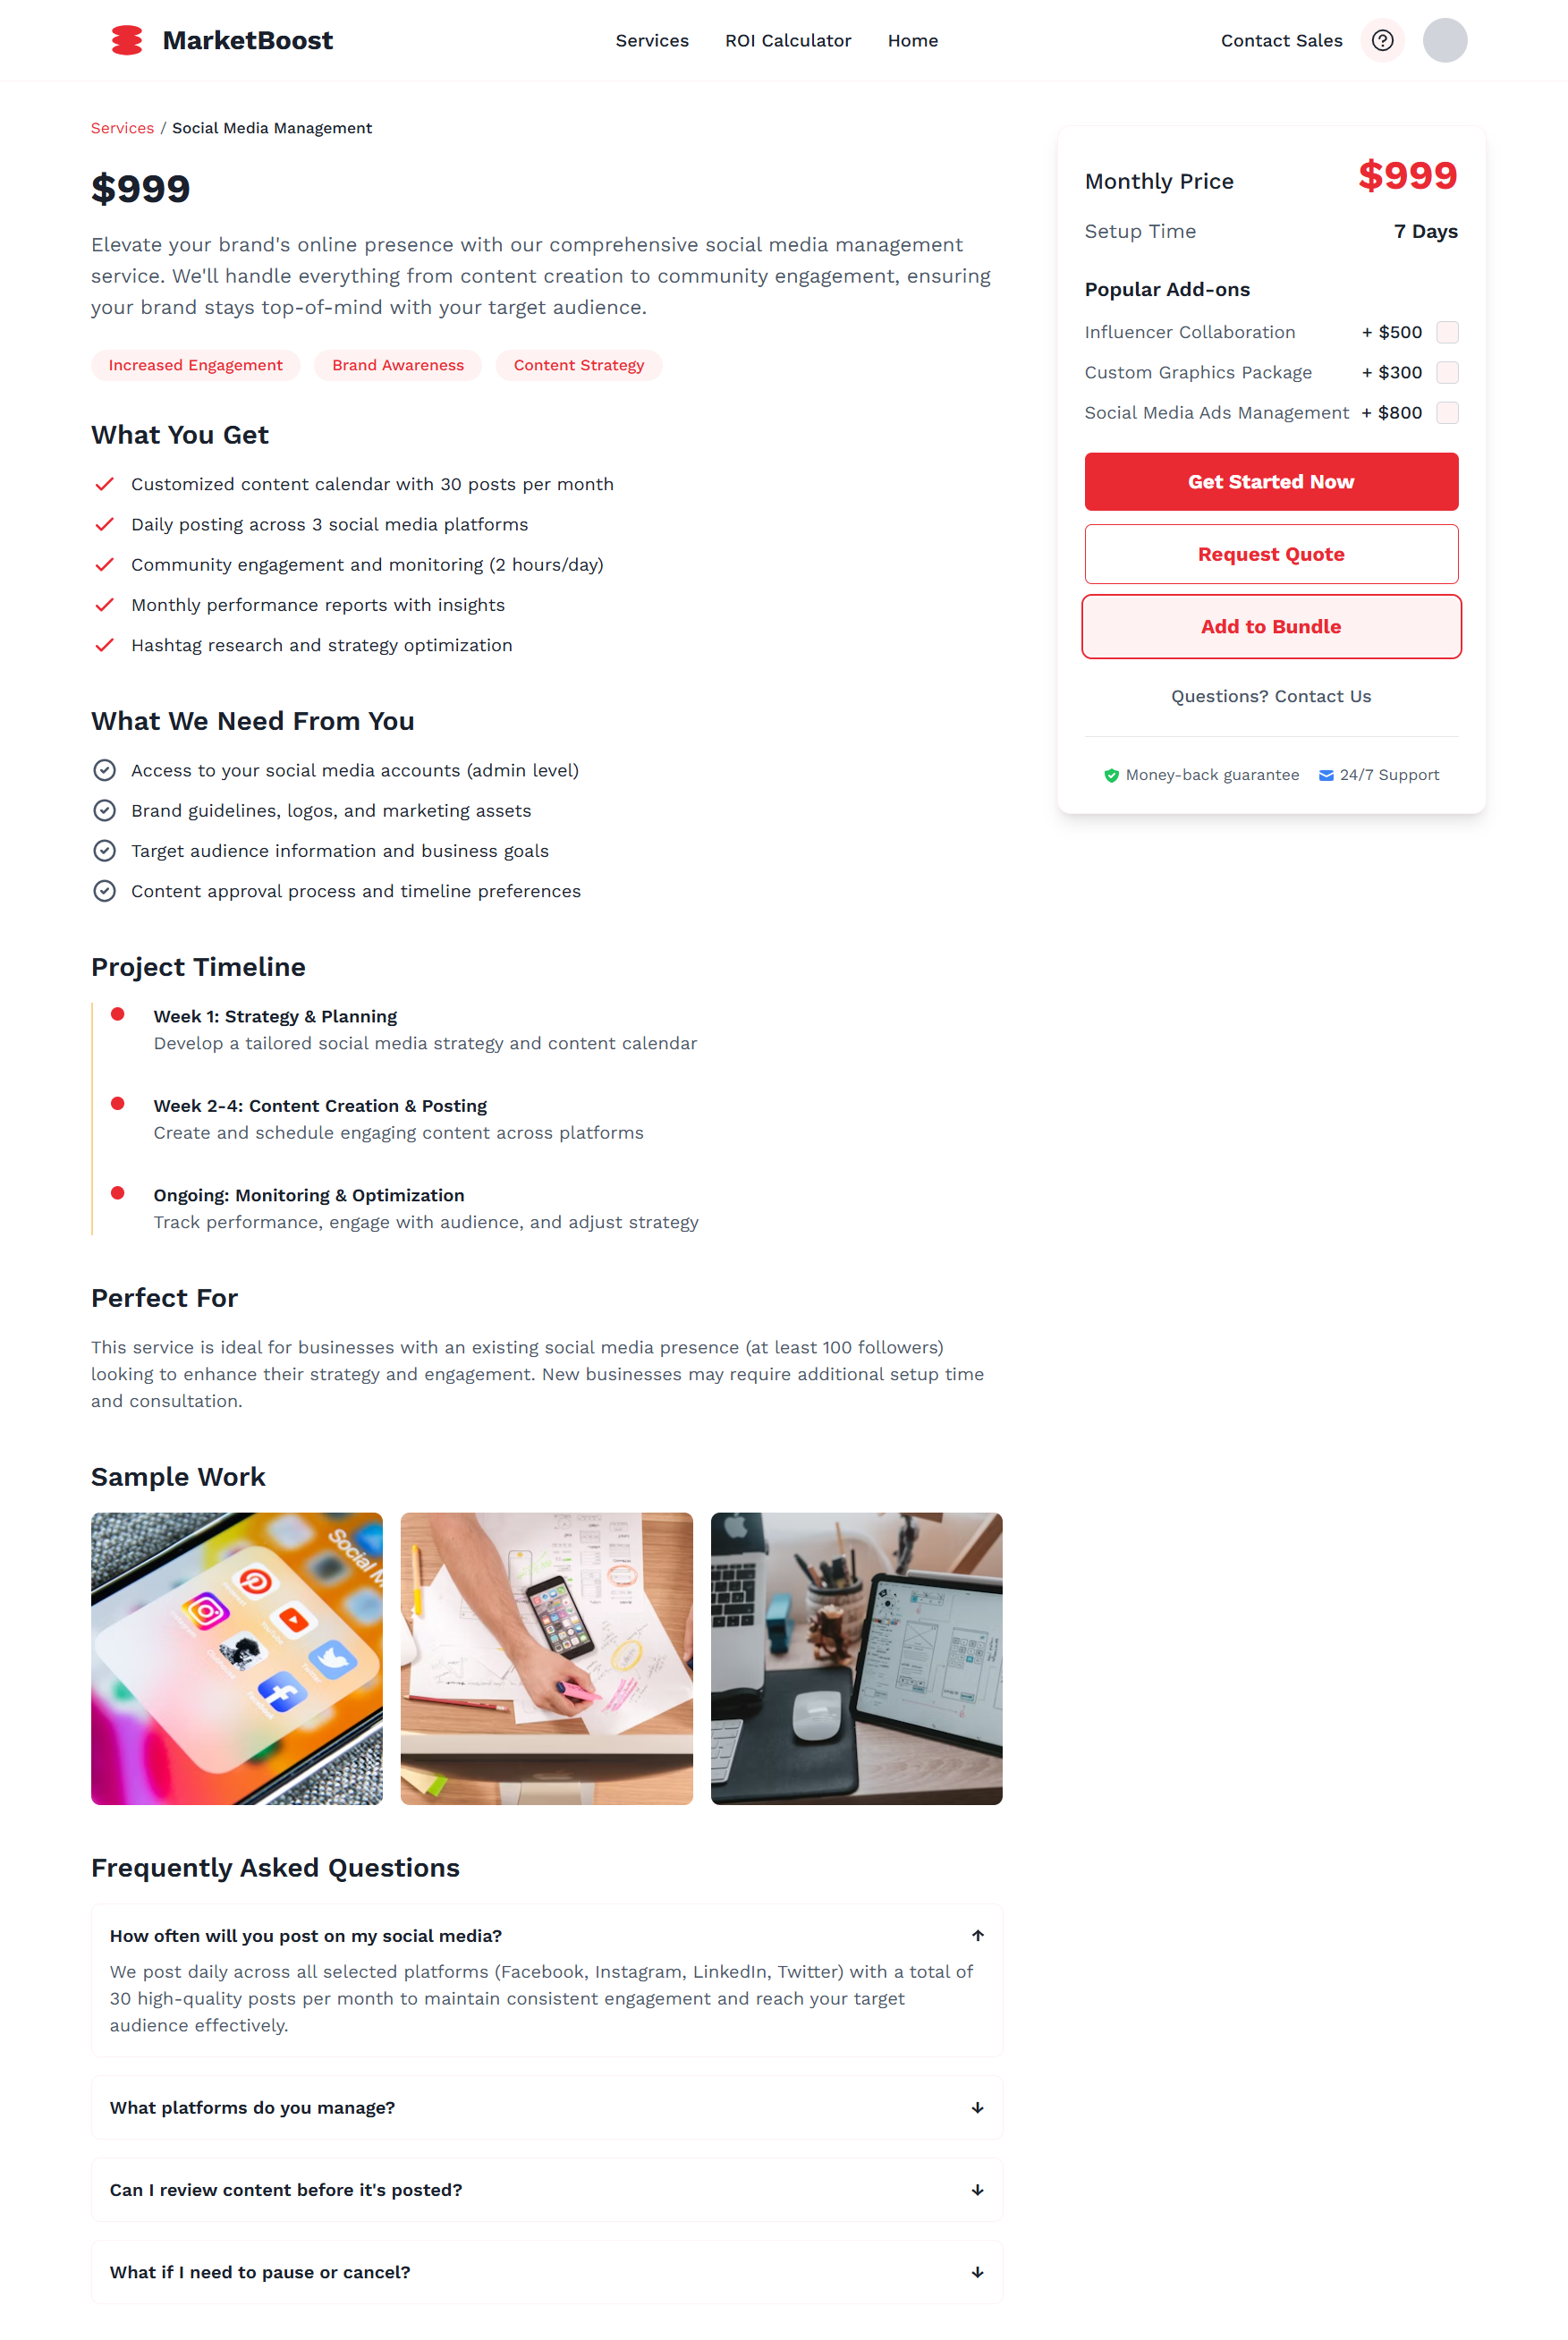 MarketBoost
Services
ROI Calculator
Home
Contact Sales
Services / Social Media Management
$999
Elevate your brand's online presence with our comprehensive social media management
service. We'll handle everything from content creation to community engagement, ensuring
your brand stays top-of-mind with your target audience.
Increased Engagement
Brand Awareness
Content Strategy
What You Get
Customized content calendar with 30 posts per month
Daily posting across 3 social media platforms
Community engagement and monitoring (2 hours/day)
Monthly performance reports with insights
Hashtag research and strategy optimization
What We Need From You
Access to your social media accounts (admin level)
Brand guidelines, logos, and marketing assets
Target audience information and business goals
Content approval process and timeline preferences
Project Timeline
Week 1: Strategy & Planning
Develop a tailored social media strategy and content calendar
Week 2-4: Content Creation & Posting
Create and schedule engaging content across platforms
Ongoing: Monitoring & Optimization
Track performance, engage with audience, and adjust strategy
Perfect For
This service is ideal for businesses with an existing social media presence (at least 100 followers)
looking to enhance their strategy and engagement. New businesses may require additional setup time
and consultation.
Sample Work
Social
Frequently Asked Questions
How often will you post on my social media?
We post daily across all selected platforms (Facebook, Instagram, LinkedIn, Twitter) with a total of
30 high-quality posts per month to maintain consistent engagement and reach your target
audience effectively.
What platforms do you manage?
Can I review content before it's posted?
What if I need to pause or cancel?
Monthly Price $999
Setup Time 7 Days
Popular Add-ons
Influencer Collaboration + $500
Custom Graphics Package + $300
Social Media Ads Management + $800
Get Started Now
Request Quote
Add to Bundle
Questions? Contact Us
Money-back guarantee
24/7 Support